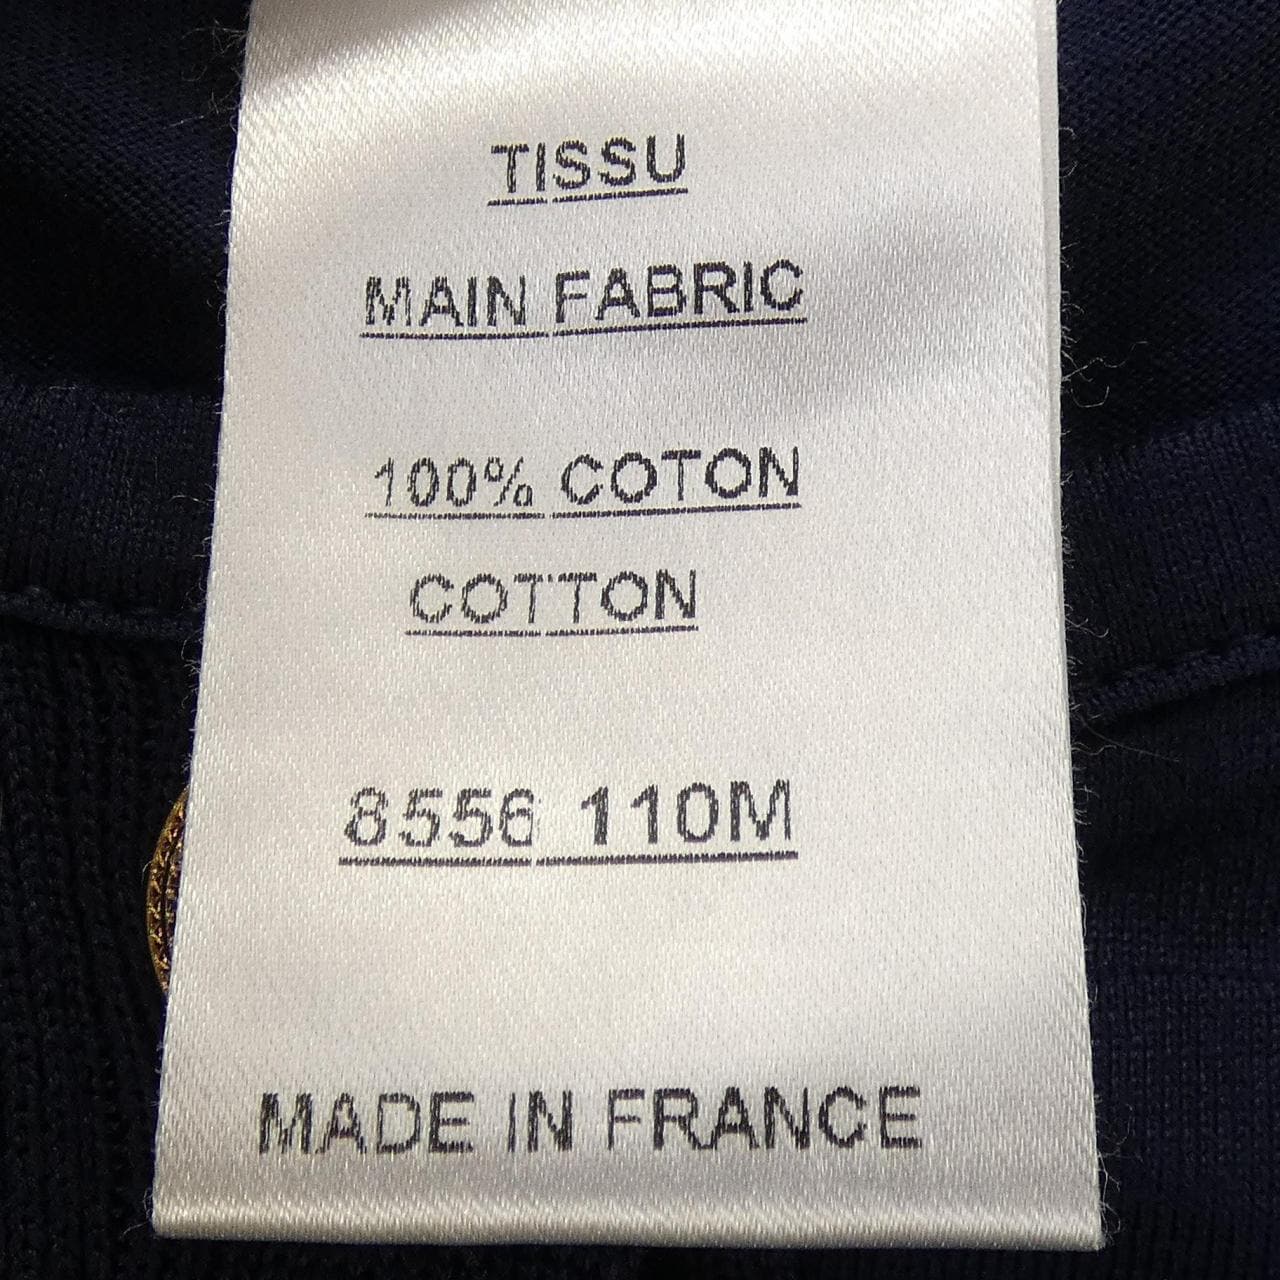 TISSU
MAIN FABRIC
100% COTON
COTTON
8556 110M
MADE IN FRANCE